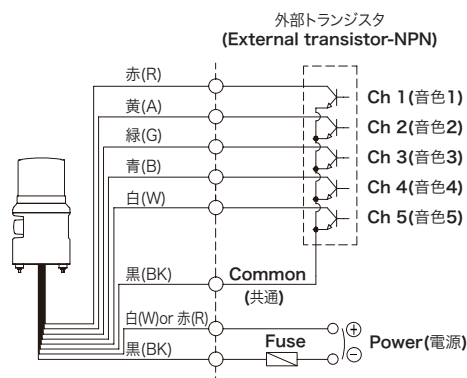 外部トランジスタ
(External transistor-NPN)
赤(R)
Ch 1(音色1)
黄(A)
Ch 2(音色2)
緑(G)
Ch 3(音色3)
青(B)
Ch 4(音色4)
白(W)
Ch 5(音色5)
黒(BK)
Common
(共通)
白(W)or 赤(R)
Fuse
Power(電源)
黒(BK)